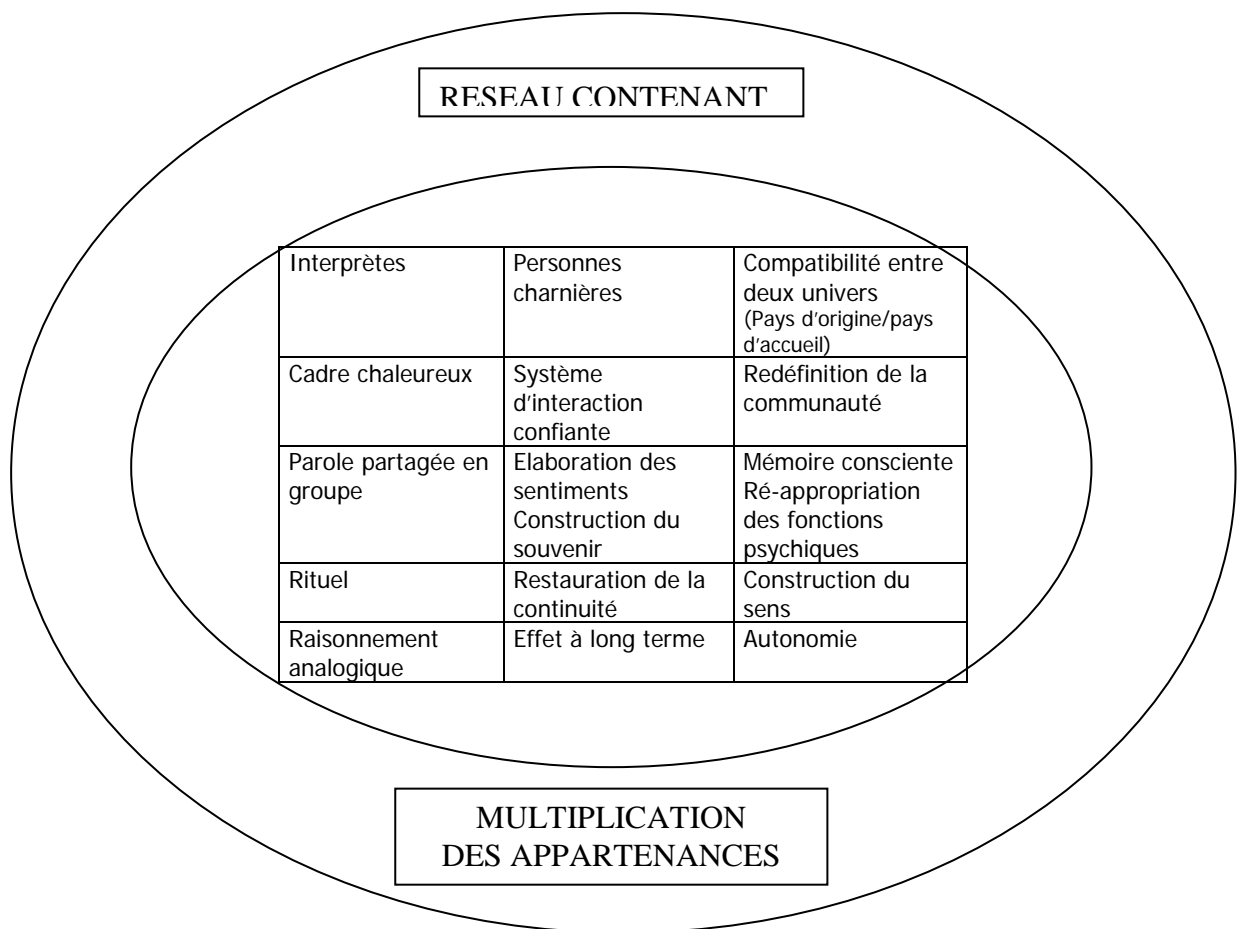 RESEAU CONTENANT
Interprètes
Personnes
charnières
Compatibilité entre
deux univers
(Pays d'origine/pays
d'accueil)
Cadre chaleureux
Système
d'interaction
confiante
Redéfinition de la
communauté
Parole partagée en
groupe
Elaboration des
sentiments
Construction du
souvenir
Mémoire consciente
Ré-appropriation
des fonctions
psychiques
Rituel
Restauration de la
continuité
Construction du
sens
Raisonnement
analogique
Effet à long terme
Autonomie
MULTIPLICATION
DES APPARTENANCES